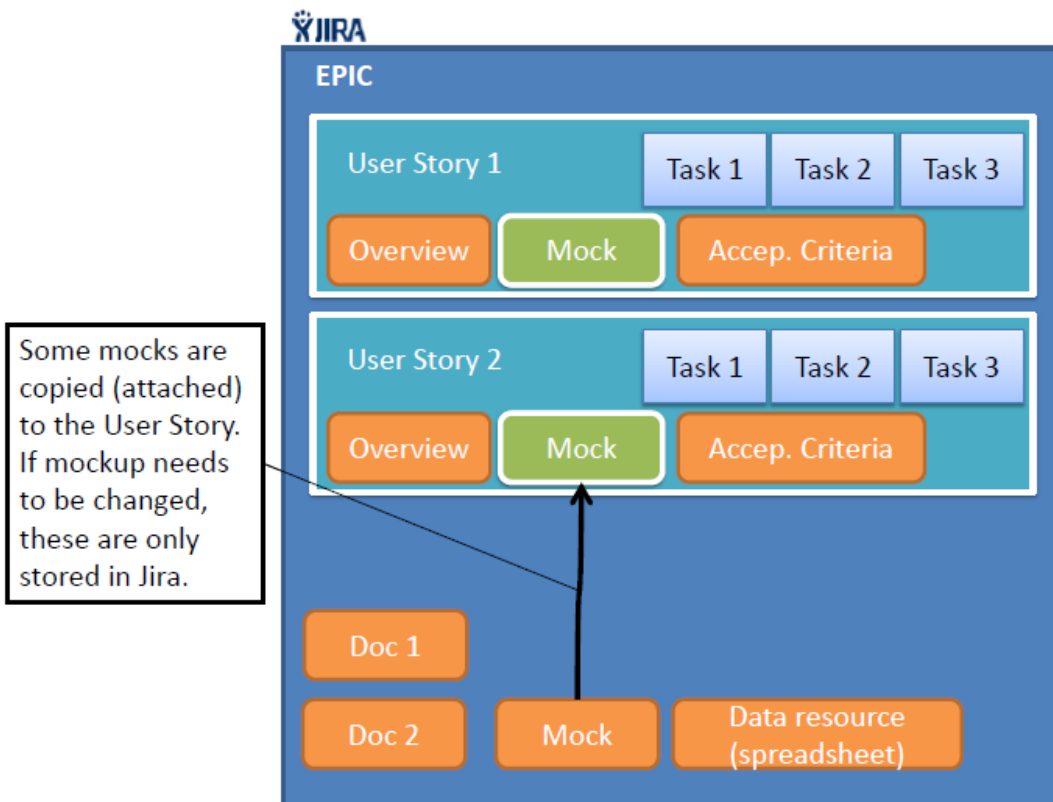 JIRA
EPIC
User Story 1
Task 1
Task 2
Task 3
Overview
Mock
Accep. Criteria
User Story 2
Task 1
Task 2
Task 3
Overview
Mock
Accep. Criteria
Some mocks are
copied (attached)
to the User Story.
If mockup needs
to be changed,
these are only
stored in Jira.
Doc 1
Doc 2
Mock
Data resource
(spreadsheet)